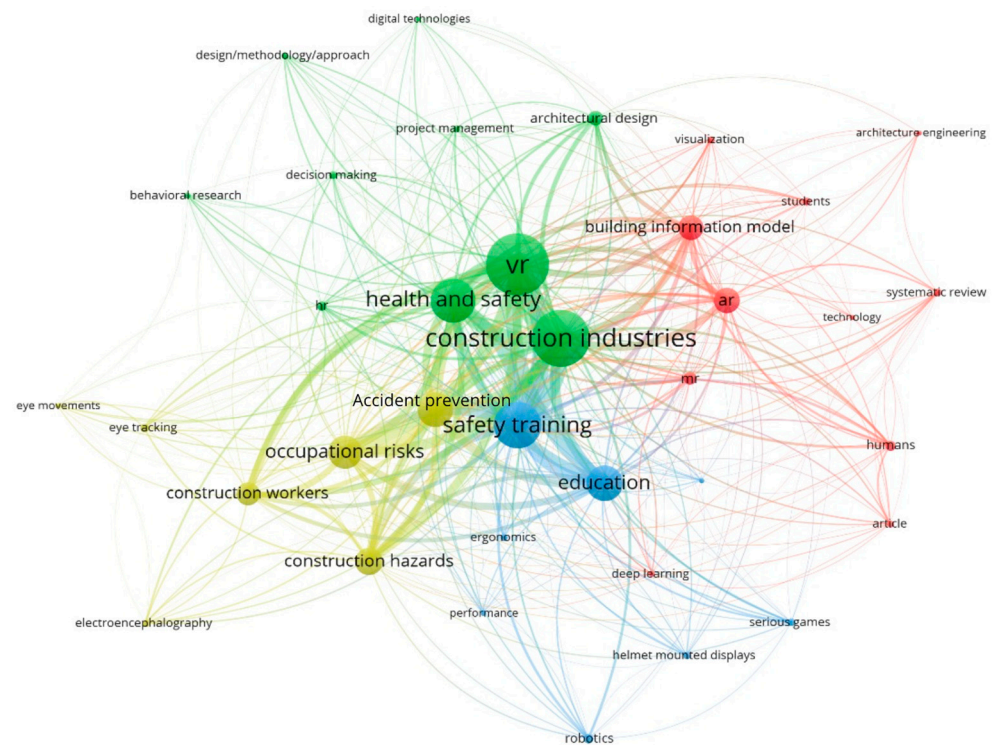 digital technologies
design/methodology/approach
architectural design
project management
architecture engineering
visualization
decision making
behavioral research
students
building information model
vr
systematic review
health and safety
ar
hr
technology
construction industries
mr
Accident prevention
eye movements
safety training
eye tracking
humans
occupational risks
education
construction workers
article
ergonomics
construction hazards
deep learning
performance
electroencephalography
serious games
helmet mounted displays
robotics